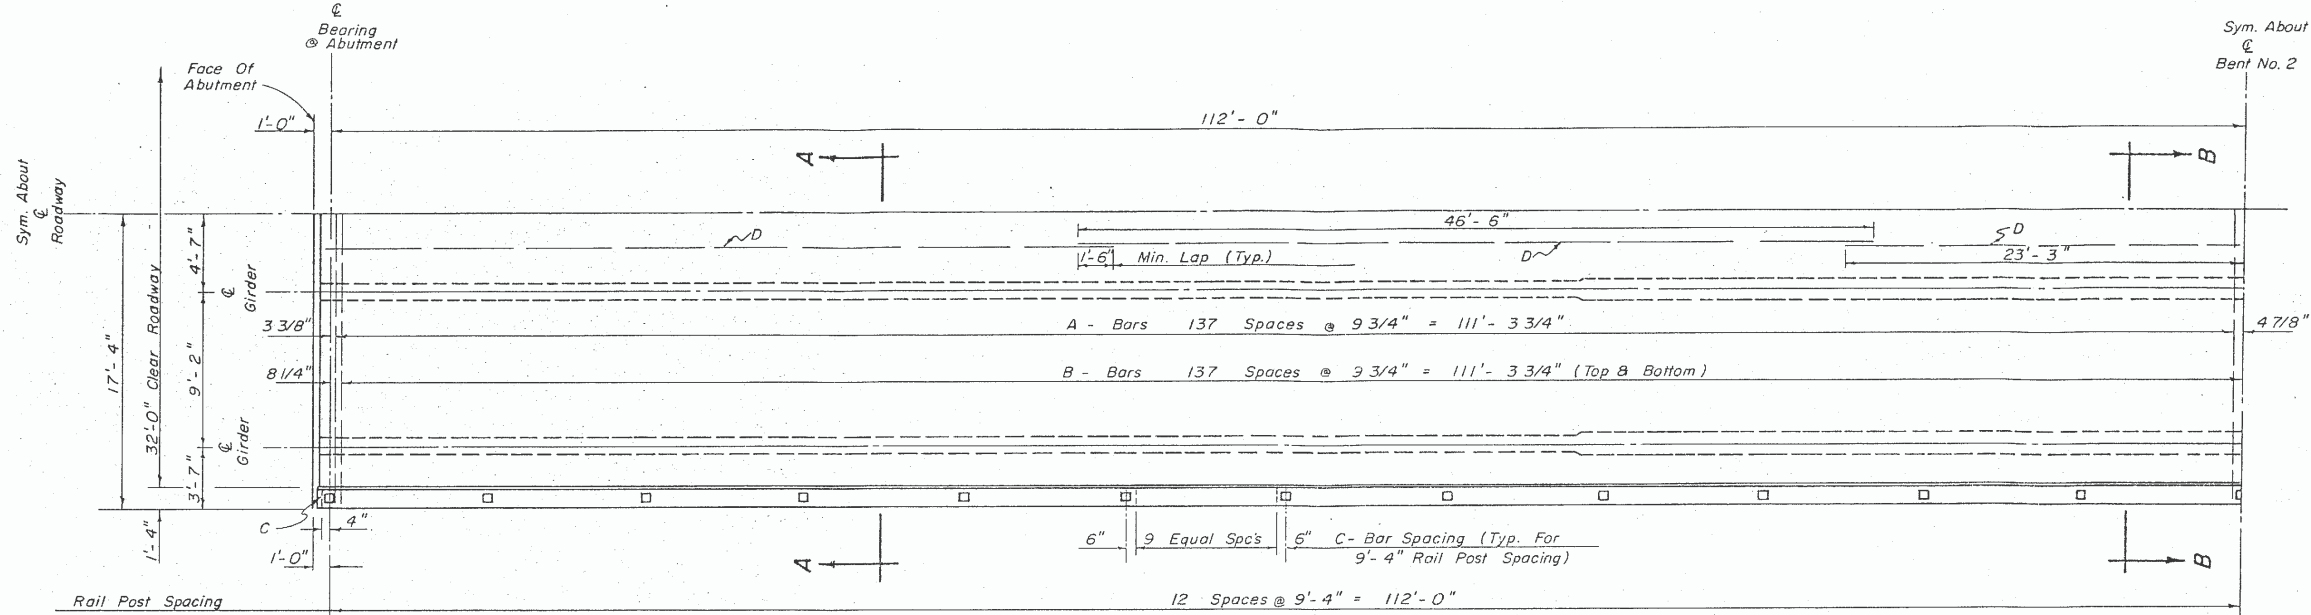 ℄
Bearing
@ Abutment
Sym. About
℄
Bent No. 2
Face Of
Abutment
1'-0"
112'- 0"
A
B
Sym. About
℄
Roadway
46'- 6"
D
1'-6"
Min. Lap (Typ.)
D
D
23'- 3"
4'-7"
℄
Girder
17'-4"
32'-0" Clear Roadway
9'-2"
3 3/8"
A - Bars 137 Spaces @ 9 3/4" = 111'- 3 3/4"
4 7/8"
8 1/4"
B - Bars 137 Spaces @ 9 3/4" = 111'- 3 3/4" (Top & Bottom)
℄
Girder
3'-7"
C
4"
1'-4"
1'-0"
6"
9 Equal Spc's
6"
C- Bar Spacing (Typ. For
9'- 4" Rail Post Spacing)
A
B
Rail Post Spacing
12 Spaces @ 9'- 4" = 112'- 0"